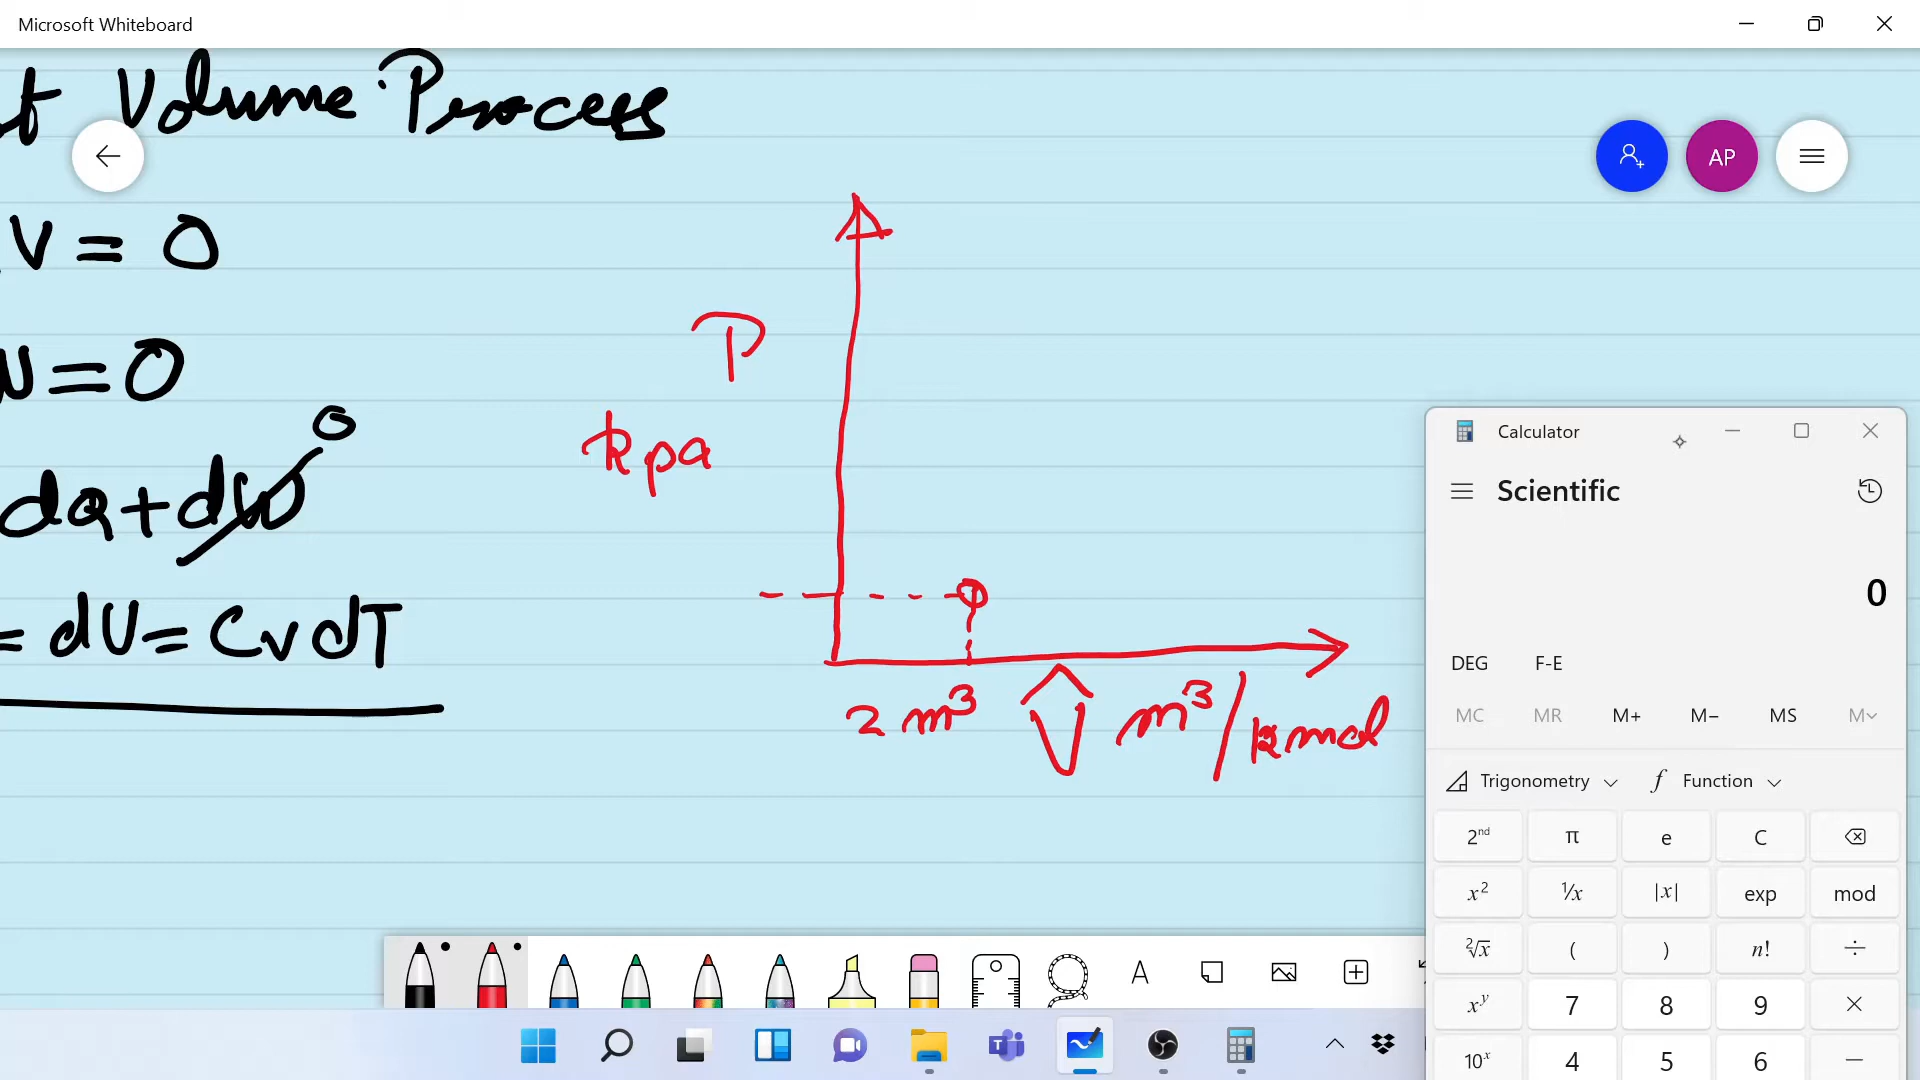 Microsoft Whiteboard
t Volume Process
AP
V = 0
P
W = 0
0
kpa
dQ + dW
= dU = Cv dT
2 m³ V̂ m³/kmol
Calculator
Scientific
0
DEG F-E
MC MR M+ M− MS M˅
Trigonometry f Function
2ⁿᵈ π e C
x² ¹/x |x| exp mod
²√x ( ) n! ÷
xʸ 7 8 9 ×
10ˣ 4 5 6 −
A
T